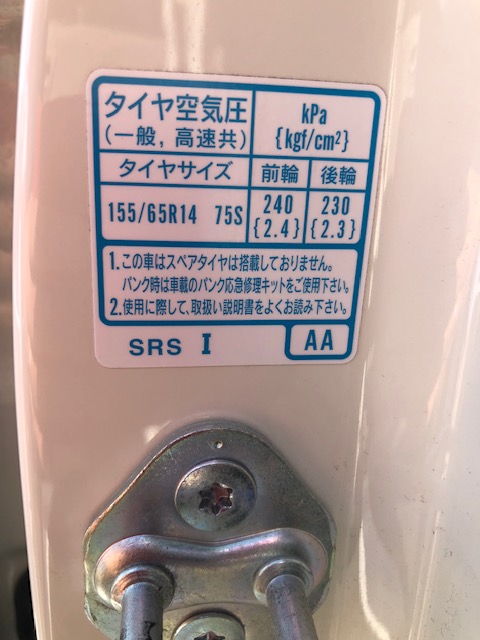 タイヤ空気圧
(一般, 高速共)
kPa
{kgf/cm²}
タイヤサイズ 前輪 後輪
155/65R14 75S 240 230
{2.4} {2.3}
1.この車はスペアタイヤは搭載しておりません。
パンク時は車載のパンク応急修理キットをご使用下さい。
2.使用に際して、取扱い説明書をよくお読み下さい。
SRS I AA